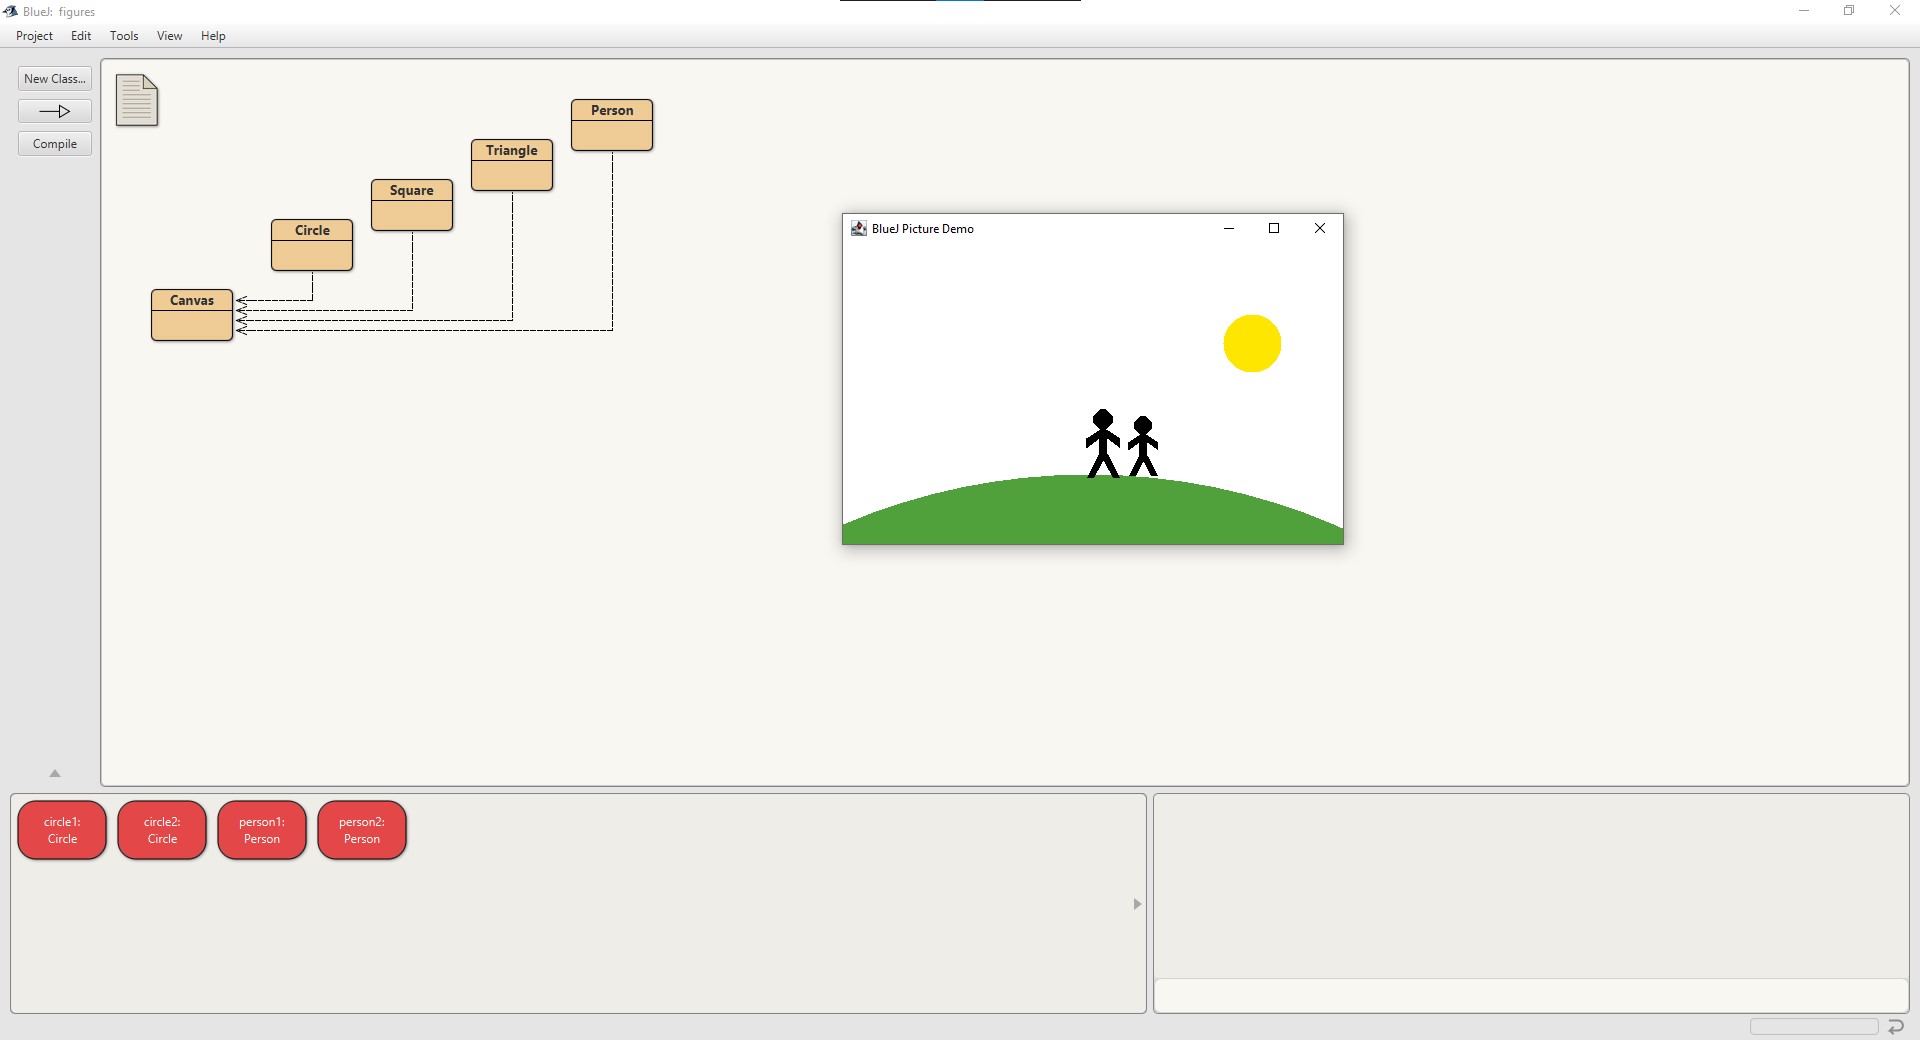 BlueJ: figures
Project Edit Tools View Help
New Class...
Compile
Person
Triangle
Square
Circle
Canvas
BlueJ Picture Demo
circle1:
Circle
circle2:
Circle
person1:
Person
person2:
Person